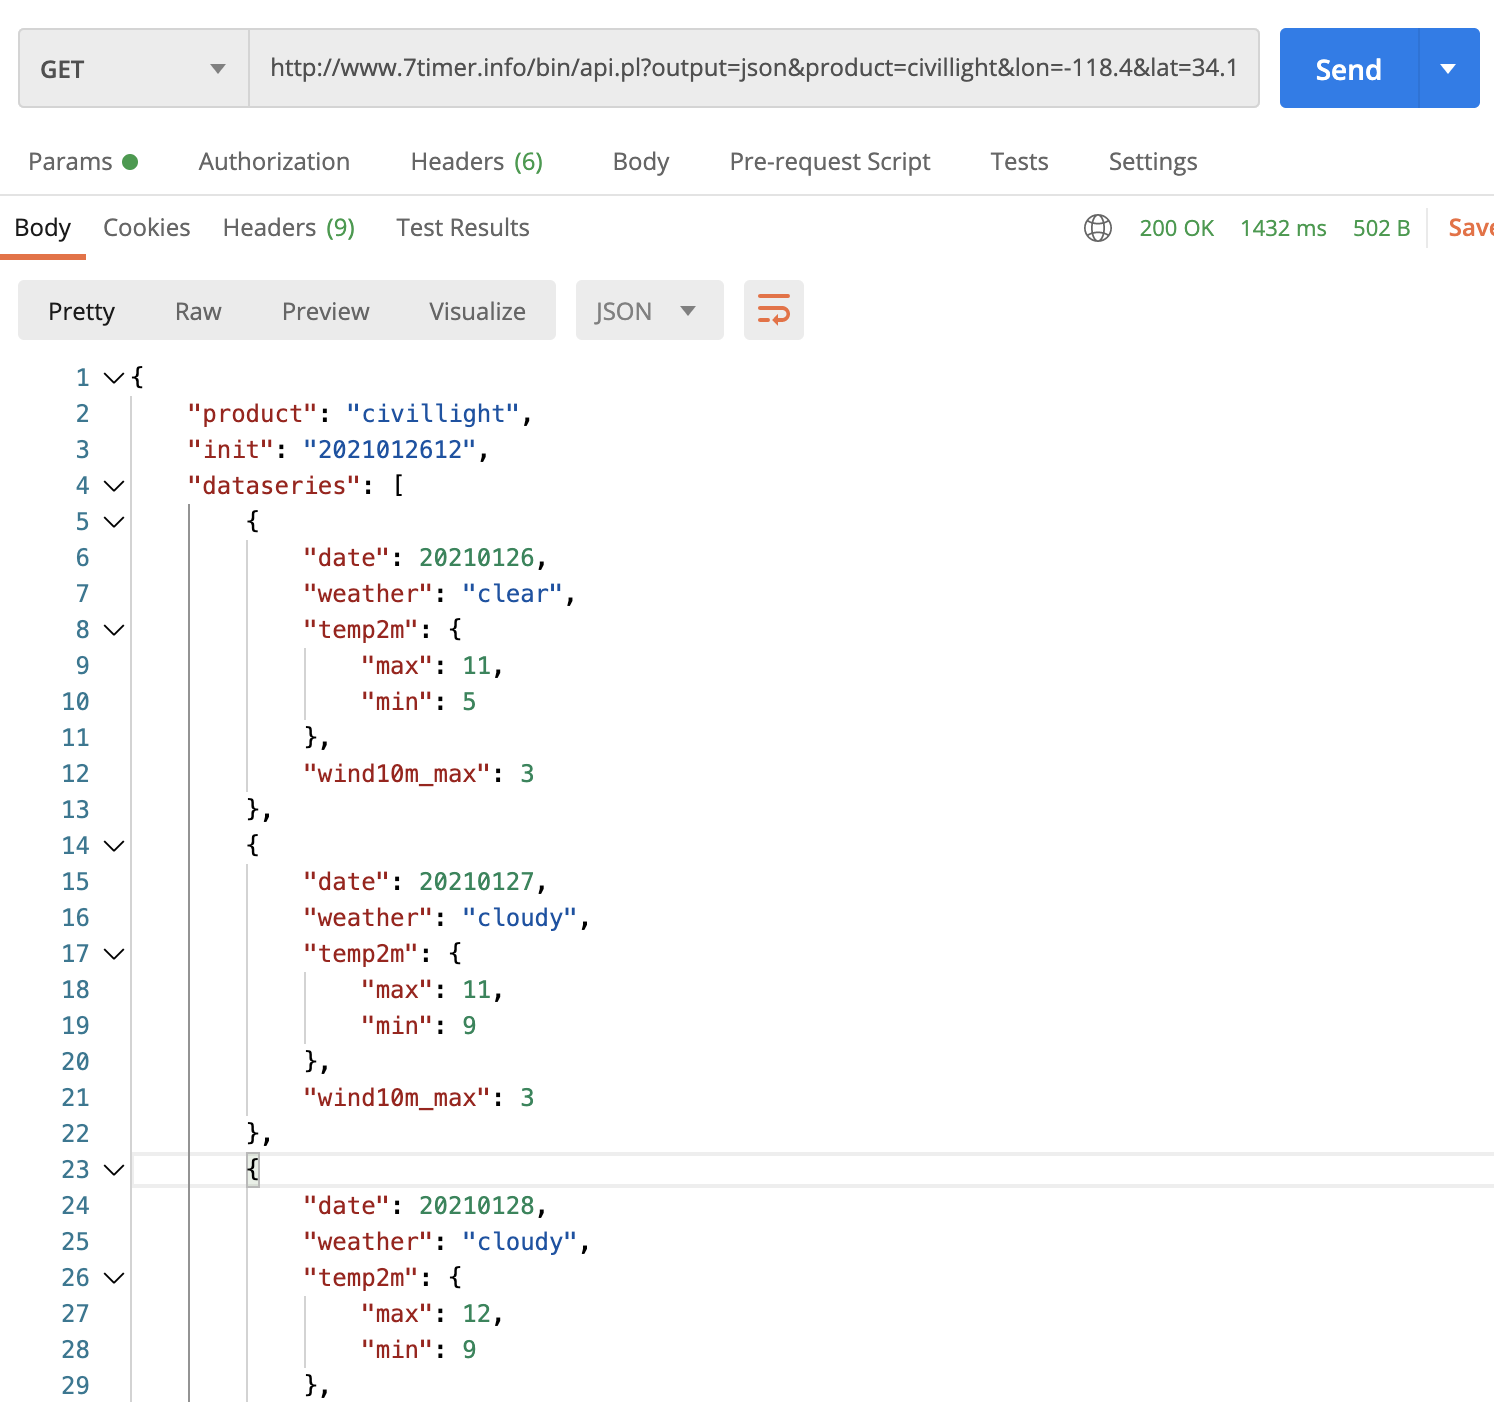 GET http://www.7timer.info/bin/api.pl?output=json&product=civillight&lon=-118.4&lat=34.1 Send
Params Authorization Headers (6) Body Pre-request Script Tests Settings
Body Cookies Headers (9) Test Results 200 OK 1432 ms 502 B Save
Pretty Raw Preview Visualize JSON
1 {
2 "product": "civillight",
3 "init": "2021012612",
4 "dataseries": [
5 {
6 "date": 20210126,
7 "weather": "clear",
8 "temp2m": {
9 "max": 11,
10 "min": 5
11 },
12 "wind10m_max": 3
13 },
14 {
15 "date": 20210127,
16 "weather": "cloudy",
17 "temp2m": {
18 "max": 11,
19 "min": 9
20 },
21 "wind10m_max": 3
22 },
23 {
24 "date": 20210128,
25 "weather": "cloudy",
26 "temp2m": {
27 "max": 12,
28 "min": 9
29 },